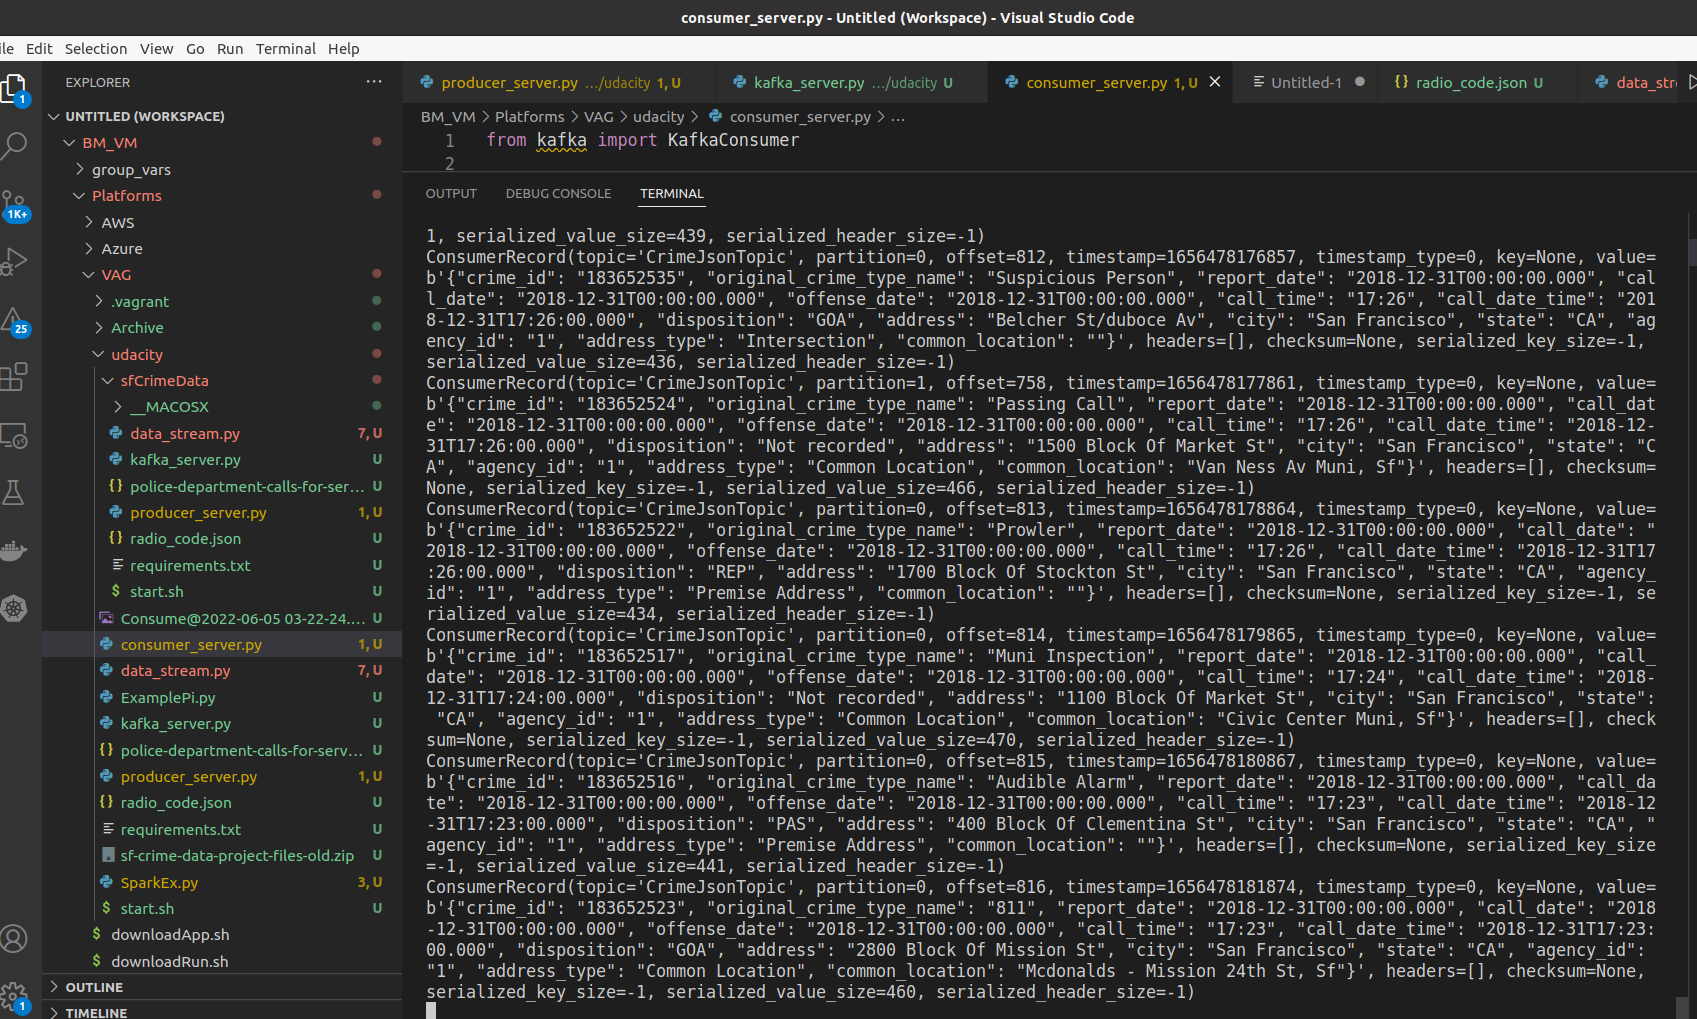 consumer_server.py - Untitled (Workspace) - Visual Studio Code
ile Edit Selection View Go Run Terminal Help
EXPLORER ...
UNTITLED (WORKSPACE)
BM_VM
group_vars
Platforms
AWS
Azure
VAG
.vagrant
Archive
udacity
sfCrimeData
__MACOSX
data_stream.py 7, U
kafka_server.py U
police-department-calls-for-ser... U
producer_server.py 1, U
radio_code.json U
requirements.txt U
start.sh U
Consume@2022-06-05 03-22-24.... U
consumer_server.py 1, U
data_stream.py 7, U
ExamplePi.py U
kafka_server.py U
police-department-calls-for-serv... U
producer_server.py 1, U
radio_code.json U
requirements.txt U
sf-crime-data-project-files-old.zip U
SparkEx.py 3, U
start.sh U
downloadApp.sh
downloadRun.sh
OUTLINE
TIMELINE
1
1K+
25
1
producer_server.py .../udacity 1, U kafka_server.py .../udacity U consumer_server.py 1, U Untitled-1 radio_code.json U data_stre
BM_VM > Platforms > VAG > udacity > consumer_server.py > ...
1 from kafka import KafkaConsumer
2
OUTPUT DEBUG CONSOLE TERMINAL
1, serialized_value_size=439, serialized_header_size=-1)
ConsumerRecord(topic='CrimeJsonTopic', partition=0, offset=812, timestamp=1656478176857, timestamp_type=0, key=None, value=
b'{"crime_id": "183652535", "original_crime_type_name": "Suspicious Person", "report_date": "2018-12-31T00:00:00.000", "cal
l_date": "2018-12-31T00:00:00.000", "offense_date": "2018-12-31T00:00:00.000", "call_time": "17:26", "call_date_time": "201
8-12-31T17:26:00.000", "disposition": "GOA", "address": "Belcher St/duboce Av", "city": "San Francisco", "state": "CA", "ag
ency_id": "1", "address_type": "Intersection", "common_location": ""}', headers=[], checksum=None, serialized_key_size=-1,
serialized_value_size=436, serialized_header_size=-1)
ConsumerRecord(topic='CrimeJsonTopic', partition=1, offset=758, timestamp=1656478177861, timestamp_type=0, key=None, value=
b'{"crime_id": "183652524", "original_crime_type_name": "Passing Call", "report_date": "2018-12-31T00:00:00.000", "call_dat
e": "2018-12-31T00:00:00.000", "offense_date": "2018-12-31T00:00:00.000", "call_time": "17:26", "call_date_time": "2018-12-
31T17:26:00.000", "disposition": "Not recorded", "address": "1500 Block Of Market St", "city": "San Francisco", "state": "C
A", "agency_id": "1", "address_type": "Common Location", "common_location": "Van Ness Av Muni, Sf"}', headers=[], checksum=
None, serialized_key_size=-1, serialized_value_size=466, serialized_header_size=-1)
ConsumerRecord(topic='CrimeJsonTopic', partition=0, offset=813, timestamp=1656478178864, timestamp_type=0, key=None, value=
b'{"crime_id": "183652522", "original_crime_type_name": "Prowler", "report_date": "2018-12-31T00:00:00.000", "call_date": "
2018-12-31T00:00:00.000", "offense_date": "2018-12-31T00:00:00.000", "call_time": "17:26", "call_date_time": "2018-12-31T17
:26:00.000", "disposition": "REP", "address": "1700 Block Of Stockton St", "city": "San Francisco", "state": "CA", "agency_
id": "1", "address_type": "Premise Address", "common_location": ""}', headers=[], checksum=None, serialized_key_size=-1, se
rialized_value_size=434, serialized_header_size=-1)
ConsumerRecord(topic='CrimeJsonTopic', partition=0, offset=814, timestamp=1656478179865, timestamp_type=0, key=None, value=
b'{"crime_id": "183652517", "original_crime_type_name": "Muni Inspection", "report_date": "2018-12-31T00:00:00.000", "call_
date": "2018-12-31T00:00:00.000", "offense_date": "2018-12-31T00:00:00.000", "call_time": "17:24", "call_date_time": "2018-
12-31T17:24:00.000", "disposition": "Not recorded", "address": "1100 Block Of Market St", "city": "San Francisco", "state":
"CA", "agency_id": "1", "address_type": "Common Location", "common_location": "Civic Center Muni, Sf"}', headers=[], check
sum=None, serialized_key_size=-1, serialized_value_size=470, serialized_header_size=-1)
ConsumerRecord(topic='CrimeJsonTopic', partition=0, offset=815, timestamp=1656478180867, timestamp_type=0, key=None, value=
b'{"crime_id": "183652516", "original_crime_type_name": "Audible Alarm", "report_date": "2018-12-31T00:00:00.000", "call_da
te": "2018-12-31T00:00:00.000", "offense_date": "2018-12-31T00:00:00.000", "call_time": "17:23", "call_date_time": "2018-12
-31T17:23:00.000", "disposition": "PAS", "address": "400 Block Of Clementina St", "city": "San Francisco", "state": "CA", "
agency_id": "1", "address_type": "Premise Address", "common_location": ""}', headers=[], checksum=None, serialized_key_size
=-1, serialized_value_size=441, serialized_header_size=-1)
ConsumerRecord(topic='CrimeJsonTopic', partition=0, offset=816, timestamp=1656478181874, timestamp_type=0, key=None, value=
b'{"crime_id": "183652523", "original_crime_type_name": "811", "report_date": "2018-12-31T00:00:00.000", "call_date": "2018
-12-31T00:00:00.000", "offense_date": "2018-12-31T00:00:00.000", "call_time": "17:23", "call_date_time": "2018-12-31T17:23:
00.000", "disposition": "GOA", "address": "2800 Block Of Mission St", "city": "San Francisco", "state": "CA", "agency_id":
"1", "address_type": "Common Location", "common_location": "Mcdonalds - Mission 24th St, Sf"}', headers=[], checksum=None,
serialized_key_size=-1, serialized_value_size=460, serialized_header_size=-1)